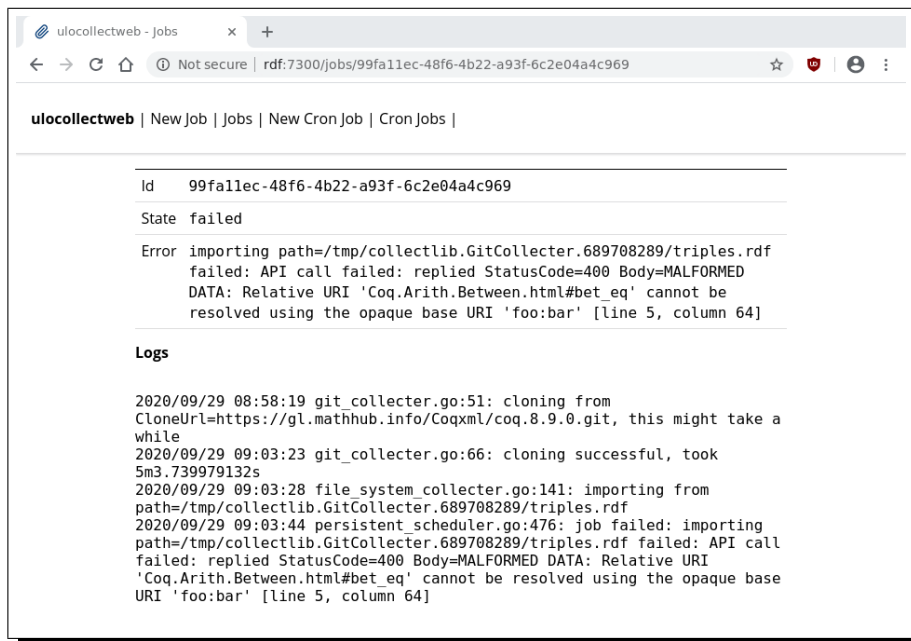 ulocollectweb - Jobs
Not secure | rdf:7300/jobs/99fa11ec-48f6-4b22-a93f-6c2e04a4c969
ulocollectweb | New Job | Jobs | New Cron Job | Cron Jobs |
Id 99fa11ec-48f6-4b22-a93f-6c2e04a4c969
State failed
Error importing path=/tmp/collectlib.GitCollecter.689708289/triples.rdf
failed: API call failed: replied StatusCode=400 Body=MALFORMED
DATA: Relative URI 'Coq.Arith.Between.html#bet_eq' cannot be
resolved using the opaque base URI 'foo:bar' [line 5, column 64]
Logs
2020/09/29 08:58:19 git_collecter.go:51: cloning from
CloneUrl=https://gl.mathhub.info/Coqxml/coq.8.9.0.git, this might take a
while
2020/09/29 09:03:23 git_collecter.go:66: cloning successful, took
5m3.739979132s
2020/09/29 09:03:28 file_system_collecter.go:141: importing from
path=/tmp/collectlib.GitCollecter.689708289/triples.rdf
2020/09/29 09:03:44 persistent_scheduler.go:476: job failed: importing
path=/tmp/collectlib.GitCollecter.689708289/triples.rdf failed: API call
failed: replied StatusCode=400 Body=MALFORMED DATA: Relative URI
'Coq.Arith.Between.html#bet_eq' cannot be resolved using the opaque base
URI 'foo:bar' [line 5, column 64]